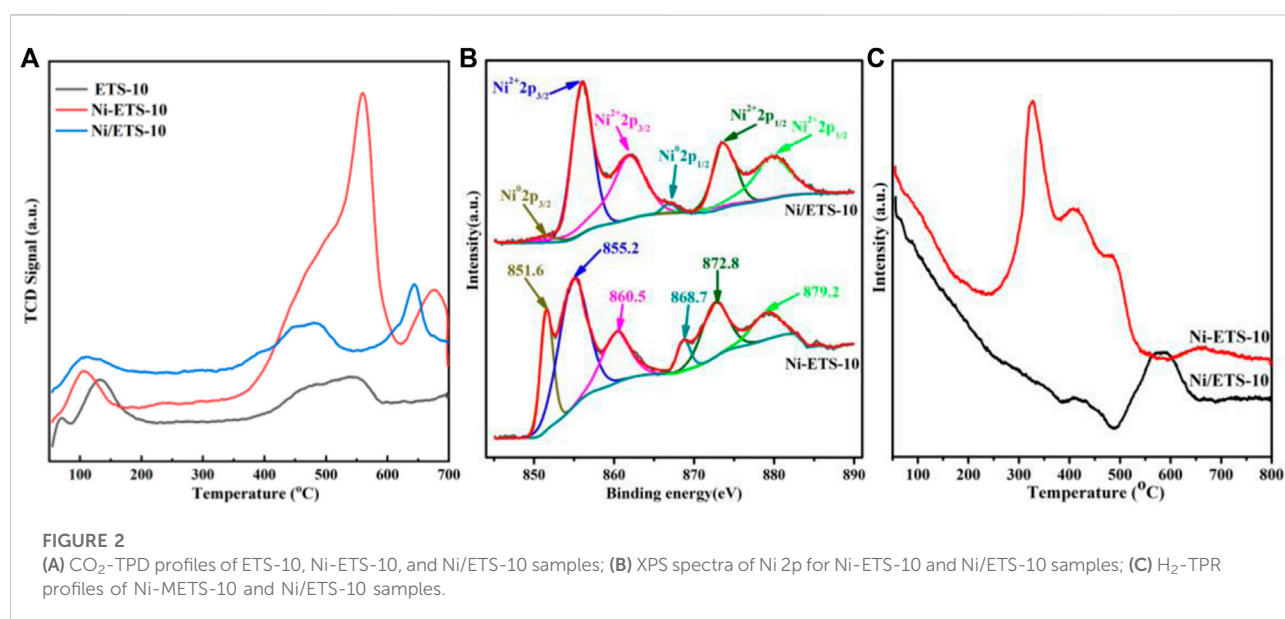 A
ETS-10
Ni-ETS-10
Ni/ETS-10
TCD Signal (a.u.)
100 200 300 400 500 600 700
Temperature (°C)
B
Ni²⁺2p₃/₂
Ni²⁺2p₃/₂
Ni²⁺2p₁/₂
Ni²⁺2p₁/₂
Ni⁰2p₁/₂
Ni⁰2p₃/₂
Ni/ETS-10
855.2
851.6
872.8
860.5
868.7
879.2
Ni-ETS-10
Intensity(a.u.)
850 860 870 880 890
Binding energy(eV)
C
Intensity (a.u.)
Ni-ETS-10
Ni/ETS-10
100 200 300 400 500 600 700 800
Temperature (°C)
FIGURE 2
(A) CO₂-TPD profiles of ETS-10, Ni-ETS-10, and Ni/ETS-10 samples; (B) XPS spectra of Ni 2p for Ni-ETS-10 and Ni/ETS-10 samples; (C) H₂-TPR
profiles of Ni-METS-10 and Ni/ETS-10 samples.